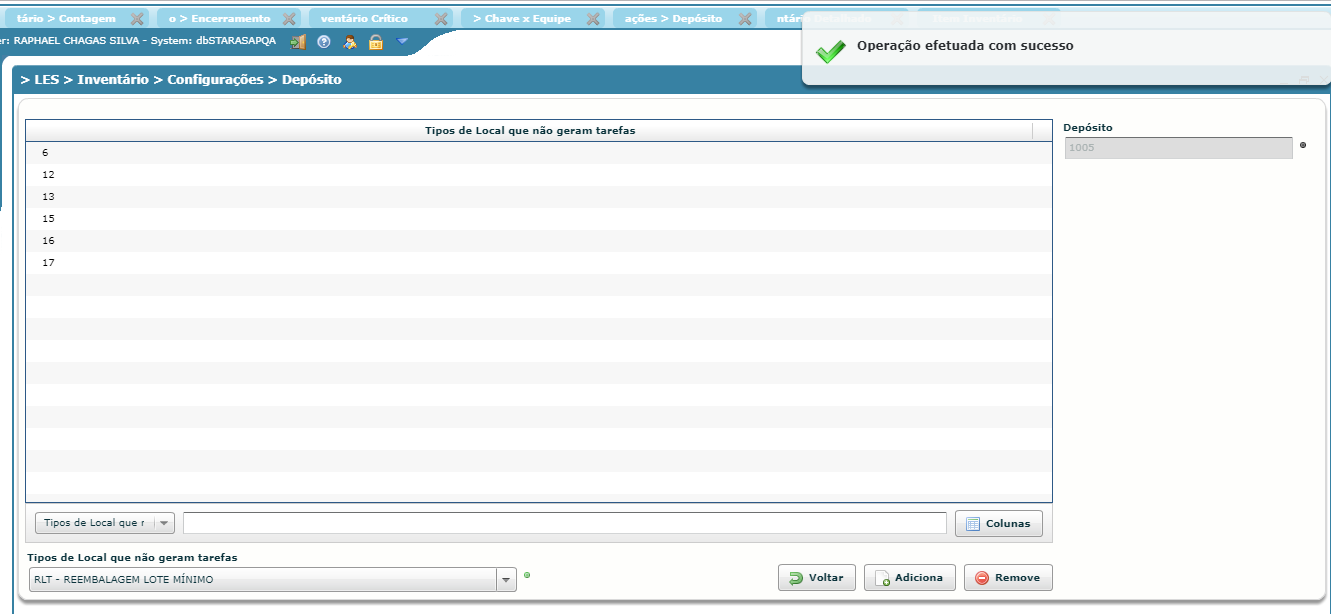 tário > Contagem
o > Encerramento
ventário Crítico
> Chave x Equipe
ações > Depósito
ntário
er: RAPHAEL CHAGAS SILVA - System: dbSTARASAPQA
Operação efetuada com sucesso
> LES > Inventário > Configurações > Depósito
Tipos de Local que não geram tarefas
6
12
13
15
16
17
Depósito
1005
Tipos de Local que r
Colunas
Tipos de Local que não geram tarefas
RLT - REEMBALAGEM LOTE MÍNIMO
Voltar
Adiciona
Remove